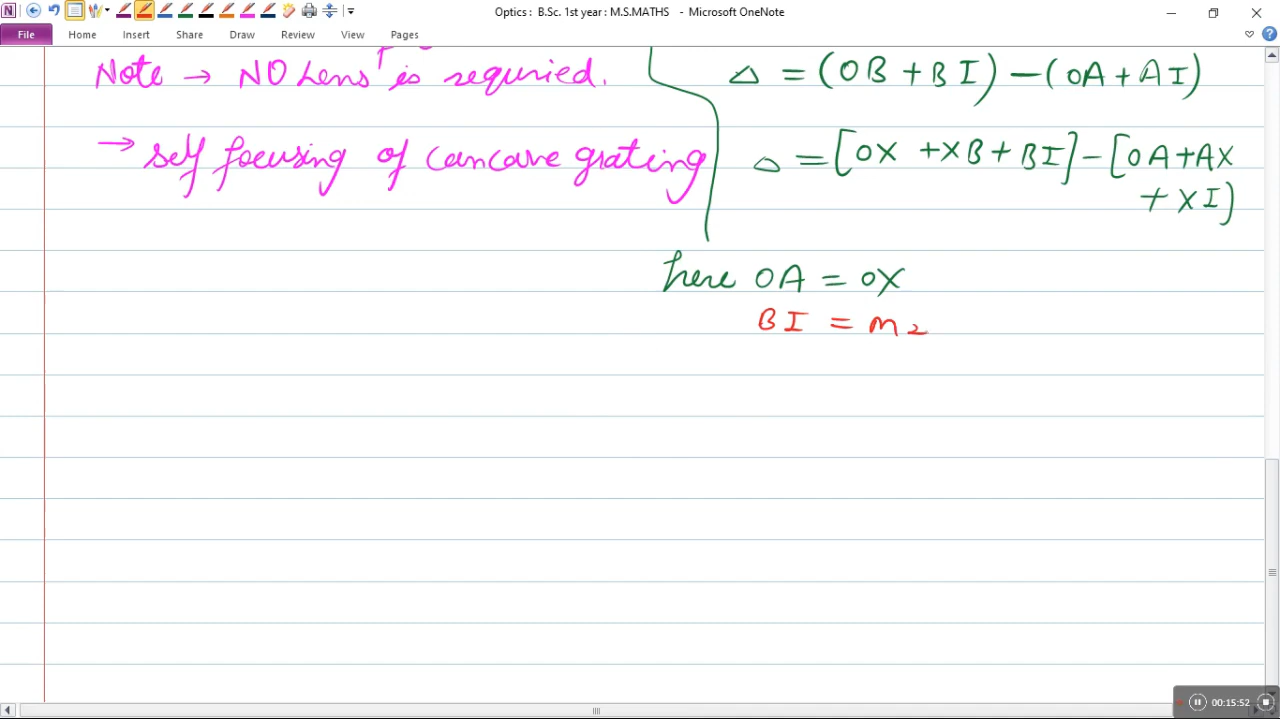 Optics : B.Sc. 1st year : M.S.MATHS - Microsoft OneNote
File Home Insert Share Draw Review View Pages
Note → NO Lens is requried.
→ self focusing of concave grating
Δ = (OB + BI) - (OA + AI)
Δ = [OX + XB + BI] - [OA + AX
+ XI]
here OA = OX
BI = m2
00:15:52